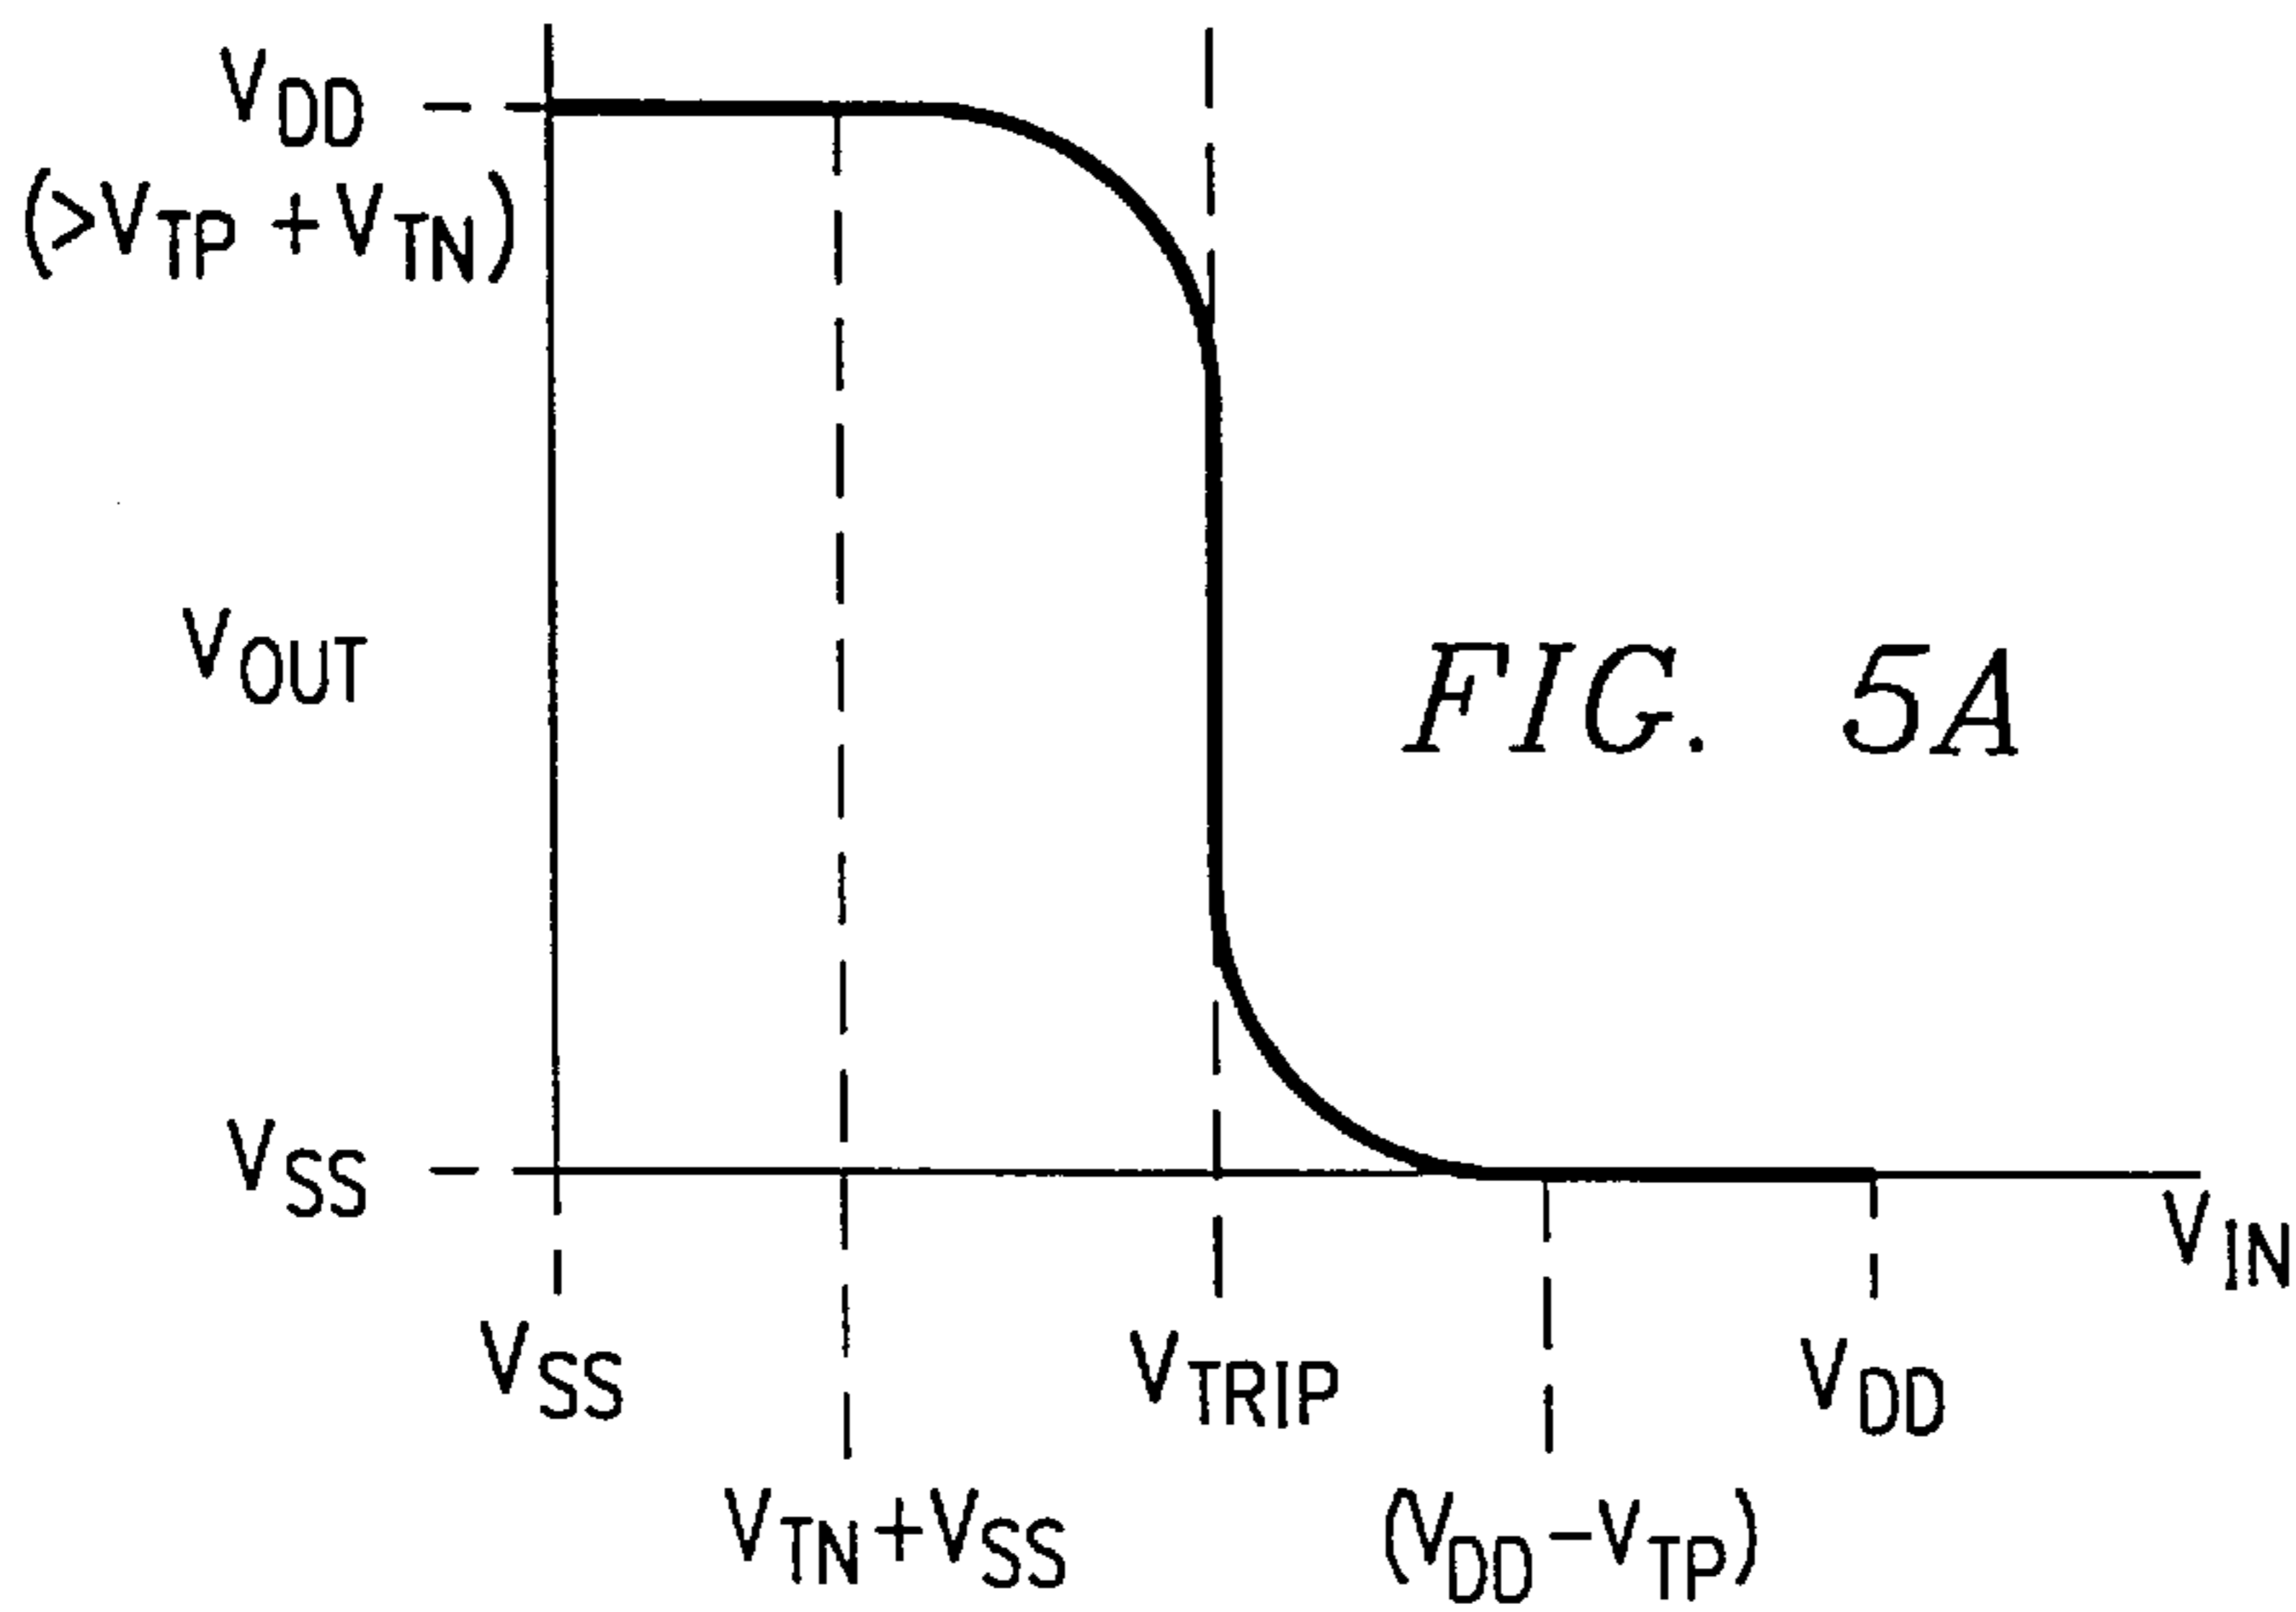 VDD
(>VTP + VTN)
VOUT
FIG. 5A
VSS
VIN
VSS
VTRIP
VDD
VTN+VSS
(VDD-VTP)